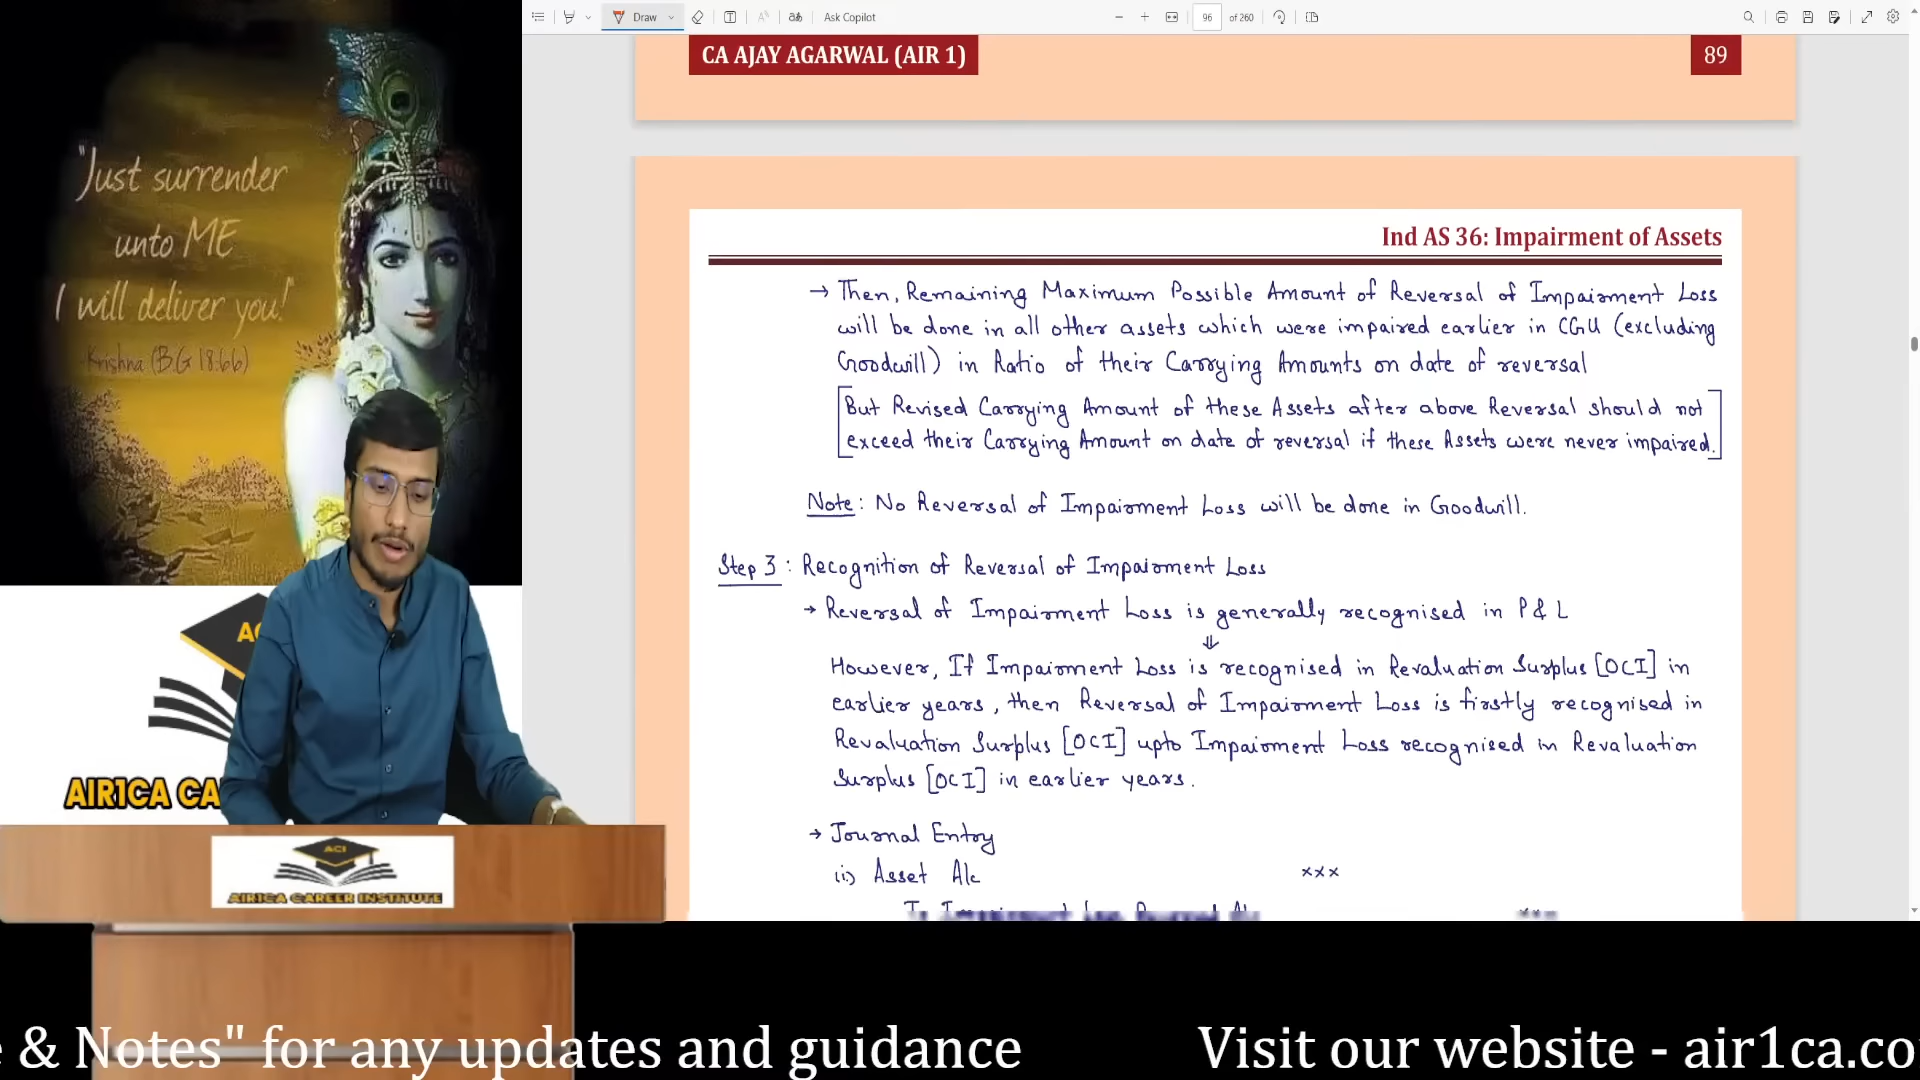 Draw
Ask Copilot
96
of 260
CA AJAY AGARWAL (AIR 1)
89
"Just surrender
unto ME
I will deliver you!"
Krishna (B.G 18.66)
Ind AS 36: Impairment of Assets
→ Then, Remaining Maximum Possible Amount of Reversal of Impairment Loss
will be done in all other assets which were impaired earlier in CGU (excluding
Goodwill) in Ratio of their Carrying Amounts on date of reversal
[But Revised Carrying Amount of these Assets after above Reversal should not
exceed their Carrying Amount on date of reversal if these Assets were never impaired.]
Note: No Reversal of Impairment Loss will be done in Goodwill.
Step 3: Recognition of Reversal of Impairment Loss
→ Reversal of Impairment Loss is generally recognised in P & L
⇓
However, If Impairment Loss is recognised in Revaluation Surplus [OCI] in
earlier years, then Reversal of Impairment Loss is firstly recognised in
Revaluation Surplus [OCI] upto Impairment Loss recognised in Revaluation
Surplus [OCI] in earlier years.
→ Journal Entry
(i) Asset A/c xxx
AIR1CA CA
ACI
AIR1CA CAREER INSTITUTE
& Notes" for any updates and guidance
Visit our website - air1ca.co